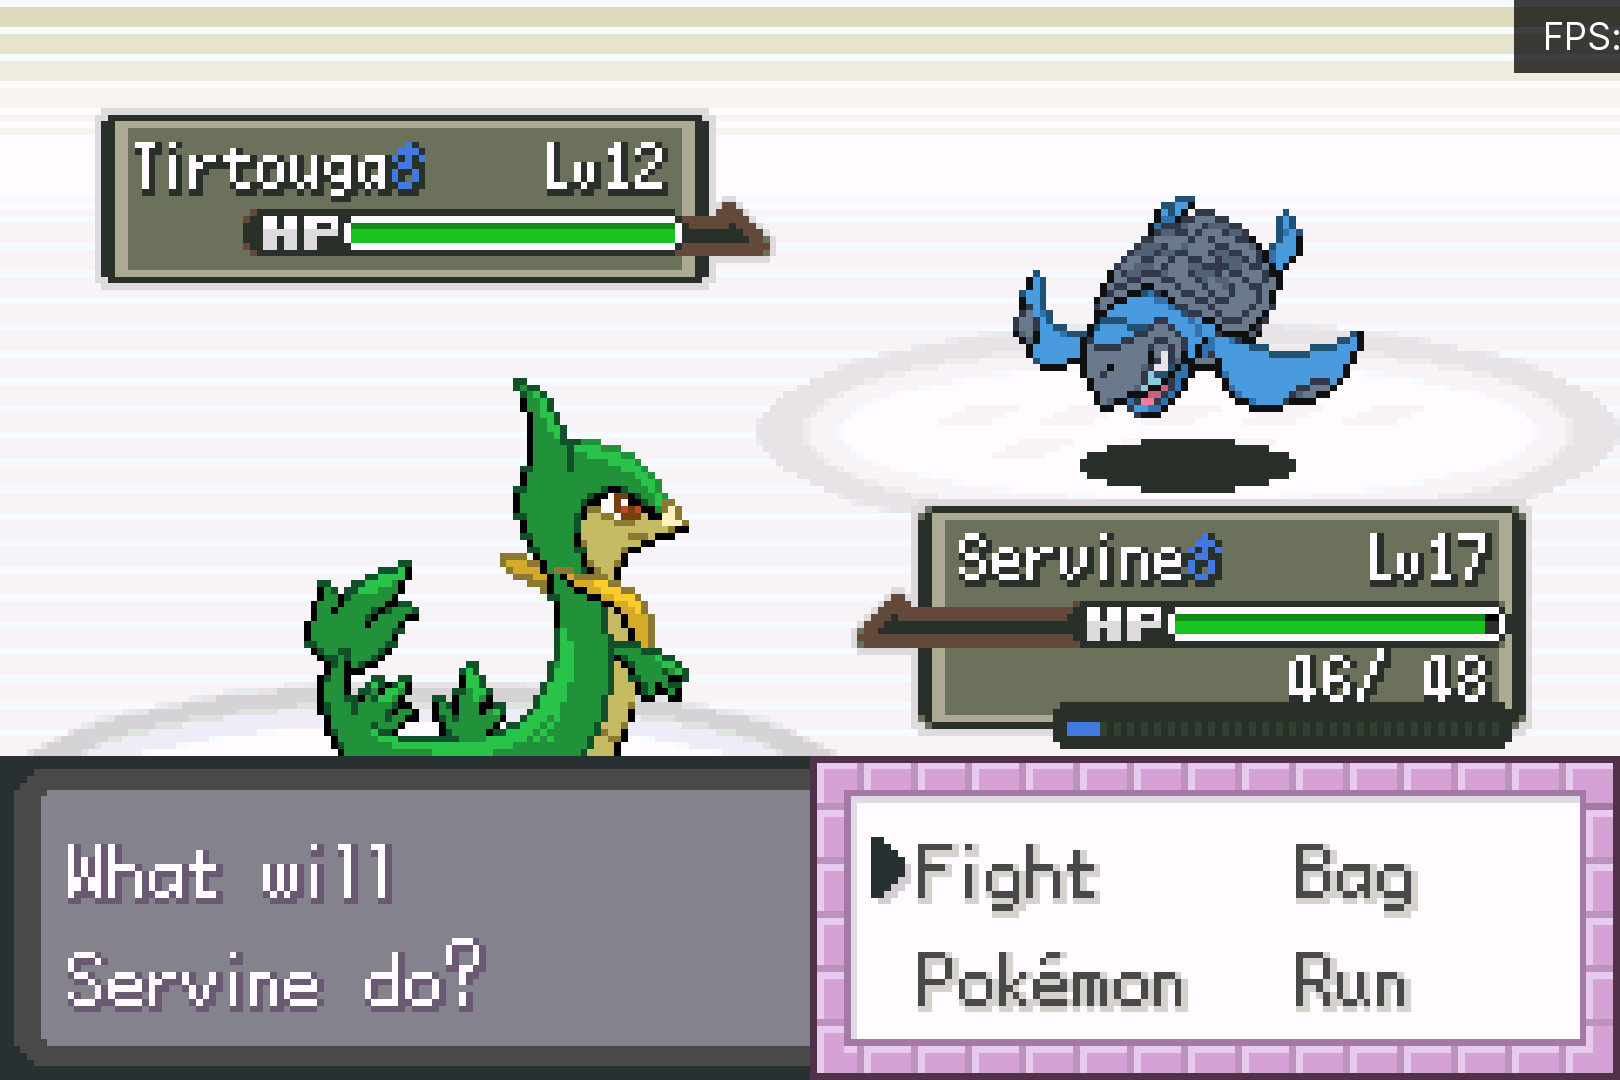 FPS:
Tirtouga♂ Lv12
HP
Servine♂ Lv17
HP
46/ 48
What will
Servine do?
Fight Bag
Pokémon Run